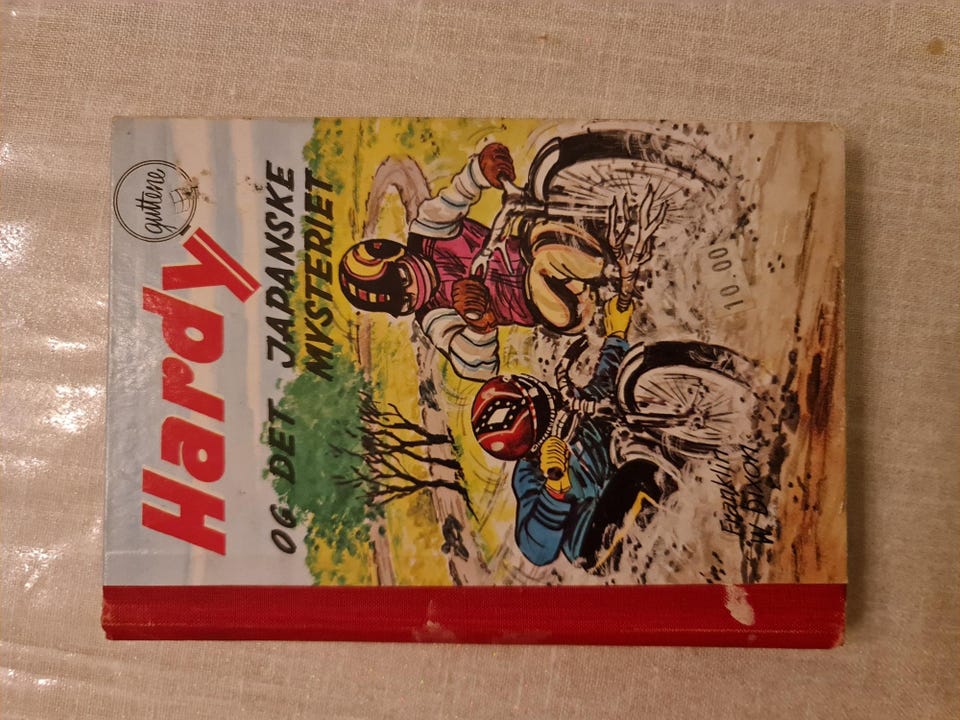 Hardy
guttene
OG DET JAPANSKE
MYSTERIET
10.00
Franklin
W Dixon